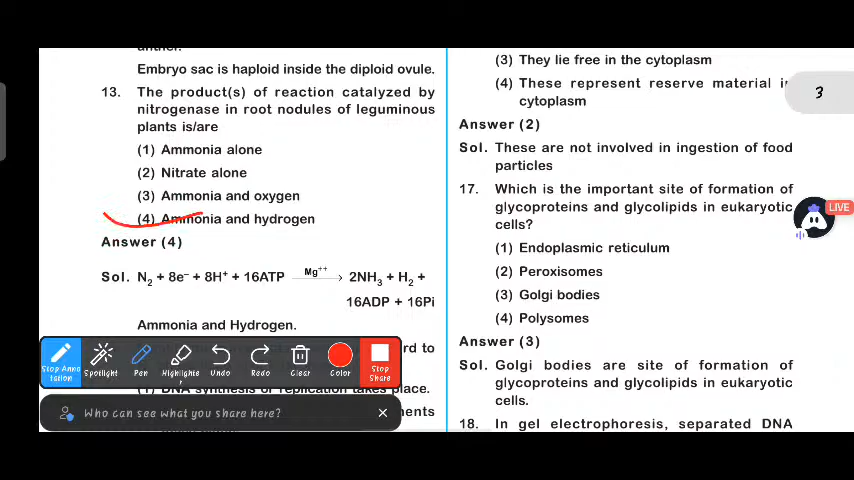 anther.
Embryo sac is haploid inside the diploid ovule.
13. The product(s) of reaction catalyzed by
nitrogenase in root nodules of leguminous
plants is/are
(1) Ammonia alone
(2) Nitrate alone
(3) Ammonia and oxygen
(4) Ammonia and hydrogen
Answer (4)
Sol. N2 + 8e– + 8H+ + 16ATP Mg++ → 2NH3 + H2 +
16ADP + 16Pi
Ammonia and Hydrogen.
rd to
(1) DNA synthesis or replication takes place.
ments
Stop Annotation
Spotlight
Pen
Highlighter
Undo
Redo
Clear
Color
Stop Share
Who can see what you share here?
(3) They lie free in the cytoplasm
(4) These represent reserve material in
cytoplasm
Answer (2)
Sol. These are not involved in ingestion of food
particles
17. Which is the important site of formation of
glycoproteins and glycolipids in eukaryotic
cells?
(1) Endoplasmic reticulum
(2) Peroxisomes
(3) Golgi bodies
(4) Polysomes
Answer (3)
Sol. Golgi bodies are site of formation of
glycoproteins and glycolipids in eukaryotic
cells.
18. In gel electrophoresis, separated DNA
3
LIVE